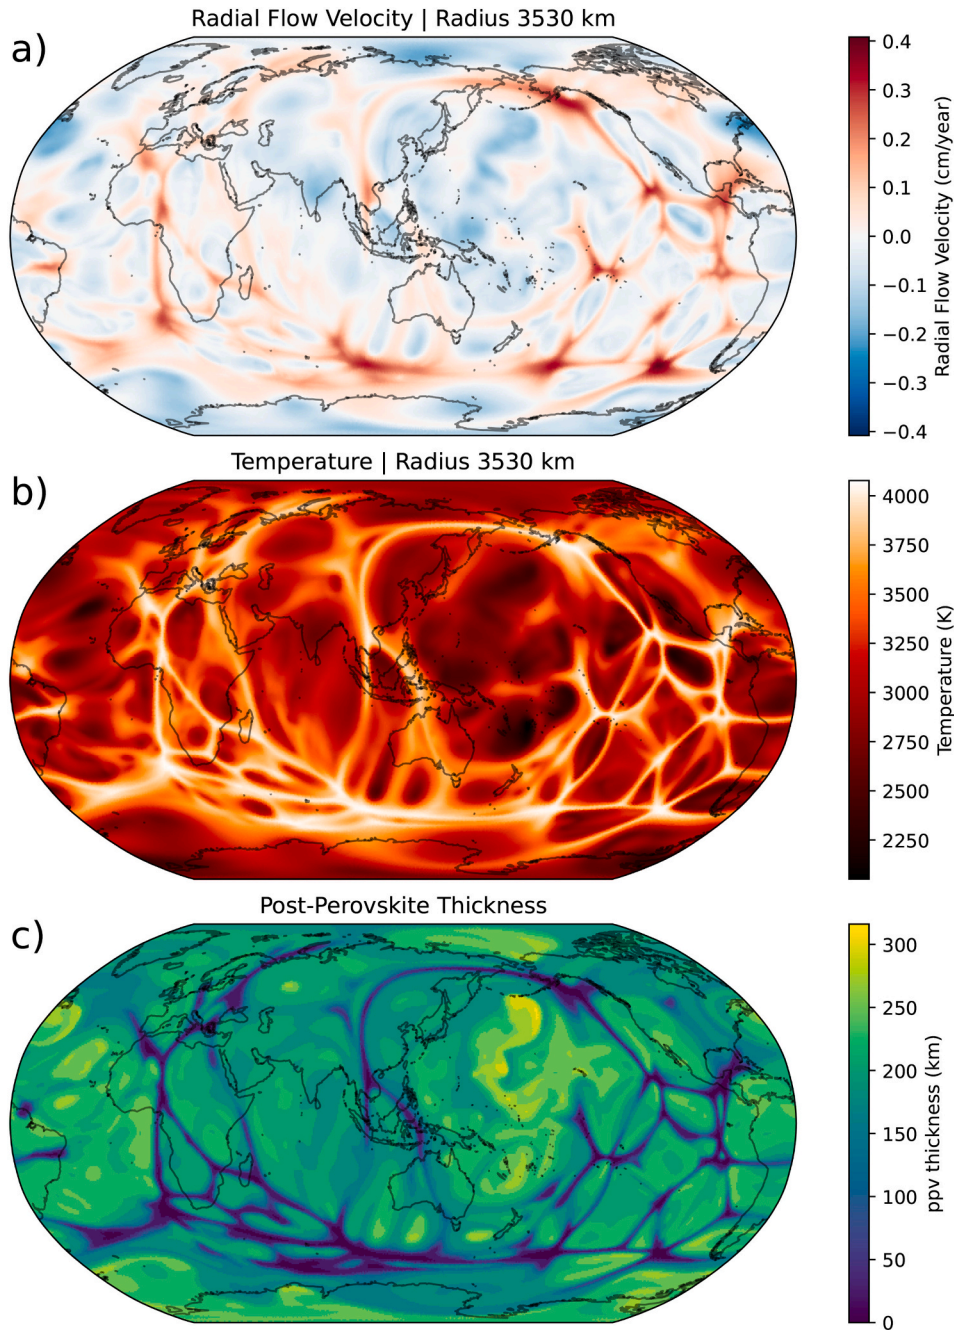 Radial Flow Velocity | Radius 3530 km
a)
0.4
0.3
0.2
0.1
0.0
−0.1
−0.2
−0.3
−0.4
Radial Flow Velocity (cm/year)
Temperature | Radius 3530 km
b)
4000
3750
3500
3250
3000
2750
2500
2250
Temperature (K)
Post-Perovskite Thickness
c)
300
250
200
150
100
50
0
ppv thickness (km)